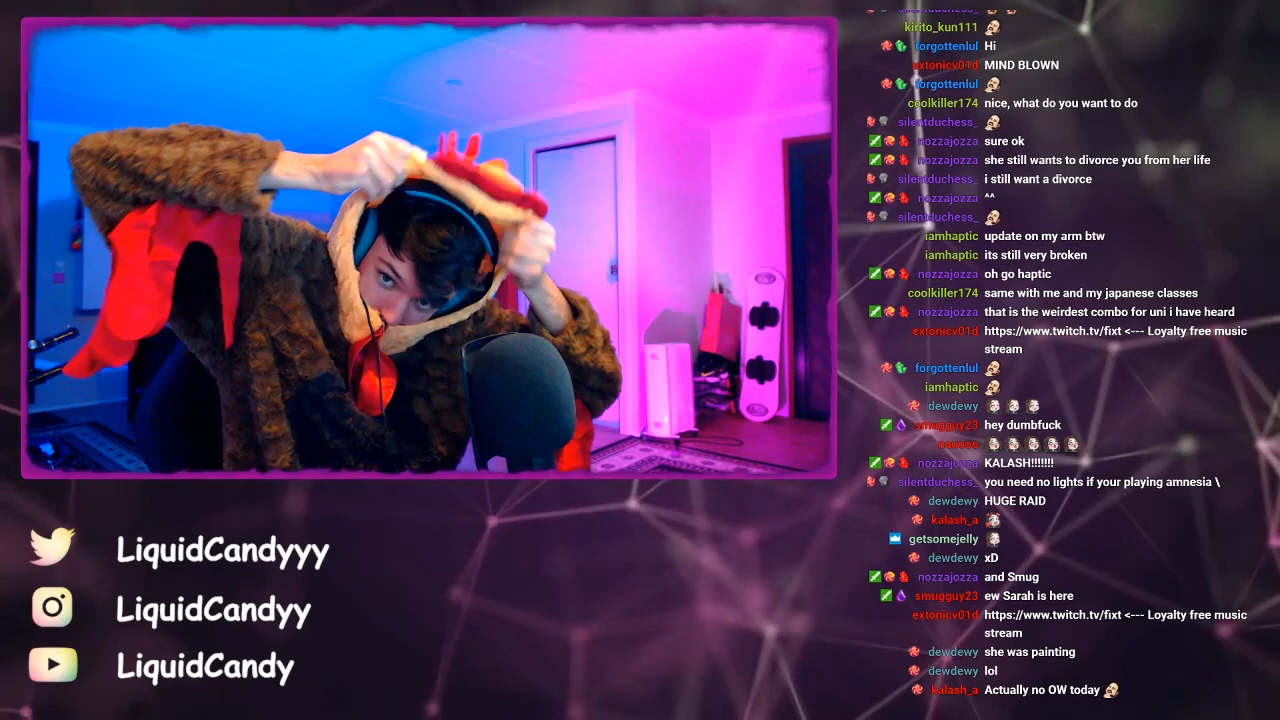 LiquidCandyyy
LiquidCandyy
LiquidCandy
kirito_kun111
forgottenlul Hi
extonicv01d MIND BLOWN
forgottenlul
coolkiller174 nice, what do you want to do
silentduchess_
nozzajozza sure ok
nozzajozza she still wants to divorce you from her life
silentduchess_ i still want a divorce
nozzajozza ^^
silentduchess_
iamhaptic update on my arm btw
iamhaptic its still very broken
nozzajozza oh go haptic
coolkiller174 same with me and my japanese classes
nozzajozza that is the weirdest combo for uni i have heard
extonicv01d https://www.twitch.tv/fixt <--- Loyalty free music
stream
forgottenlul
iamhaptic
dewdewy
smugguy23 hey dumbfuck
nozzajozza KALASH!!!!!!!
silentduchess_ you need no lights if your playing amnesia \
dewdewy HUGE RAID
kalash_a
getsomejelly
dewdewy xD
nozzajozza and Smug
smugguy23 ew Sarah is here
extonicv01d https://www.twitch.tv/fixt <--- Loyalty free music
stream
dewdewy she was painting
dewdewy lol
kalash_a Actually no OW today